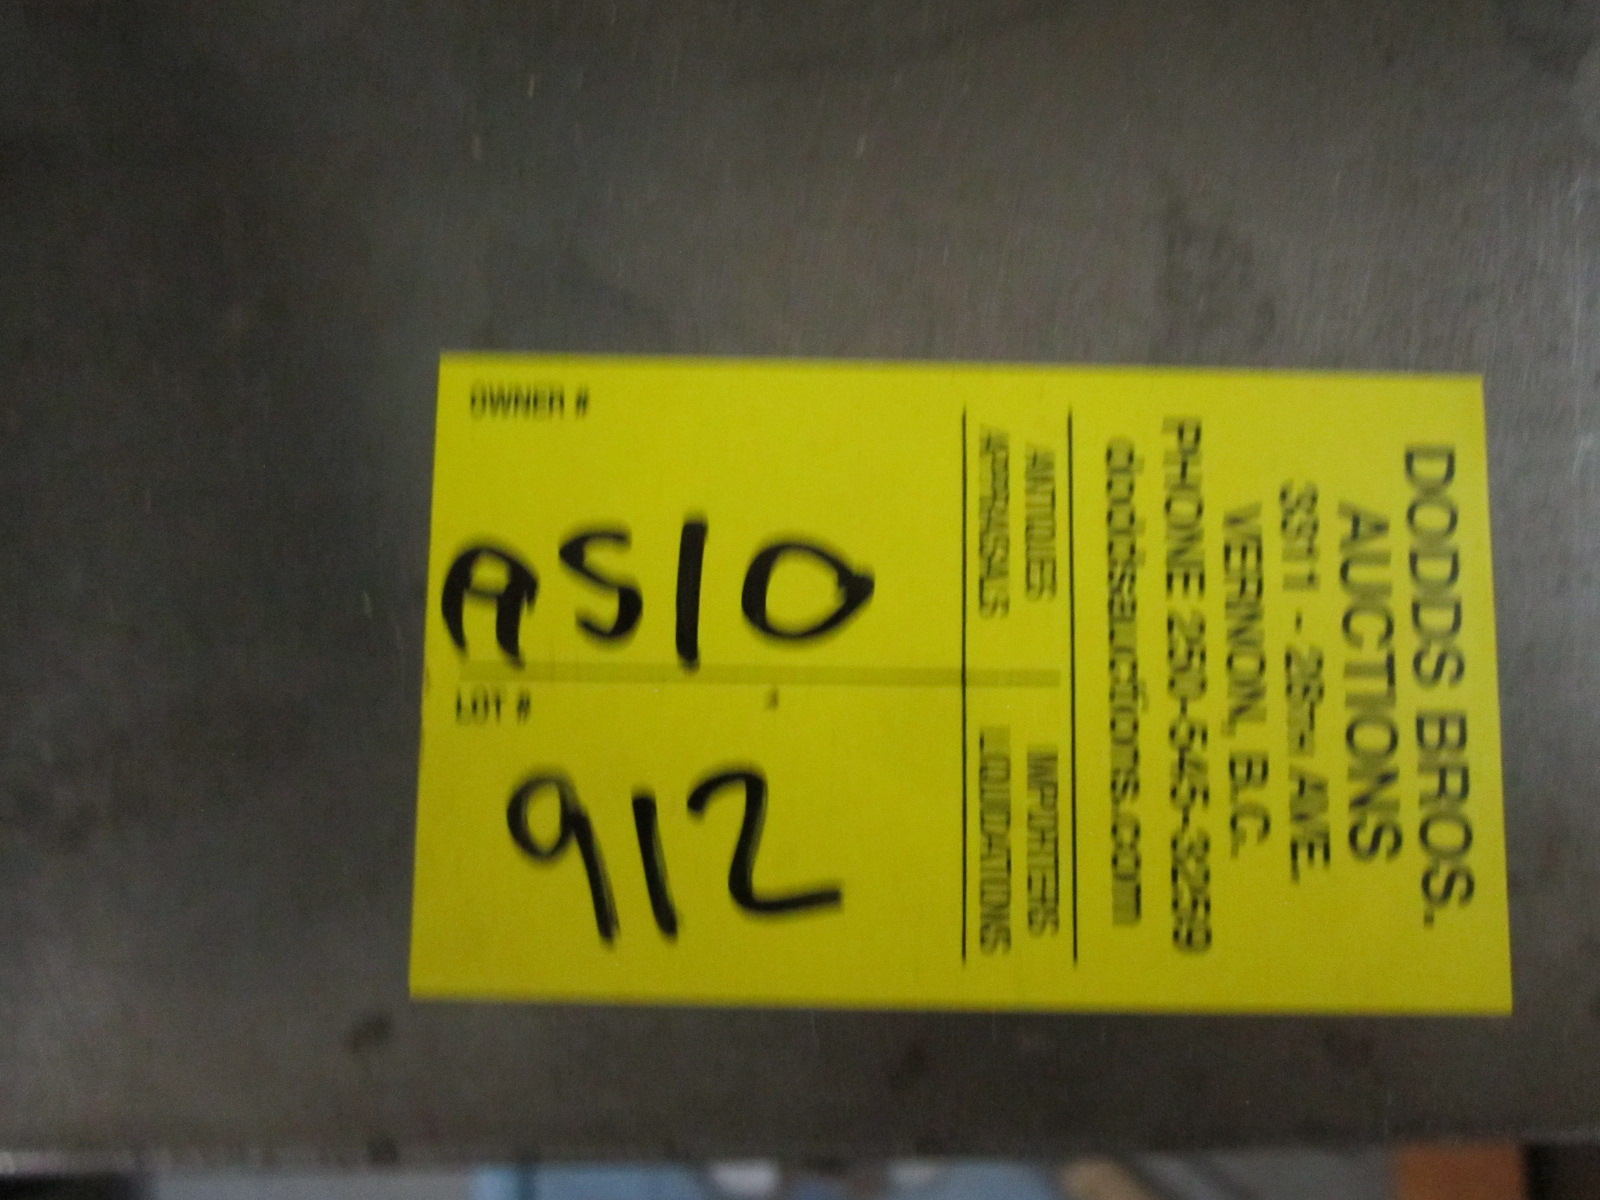 OWNER #
A510
LOT #
912
DODDS BROS.
AUCTIONS
3311 - 28TH AVE
VERNON, B.C.
PHONE 250-545-3259
doddsauctions.com
ANTIQUES IMPORTERS
APPRAISALS LIQUIDATIONS